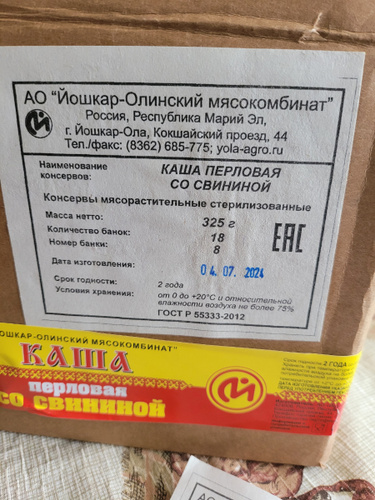 АО "Йошкар-Олинский мясокомбинат"
Россия, Республика Марий Эл,
г. Йошкар-Ола, Кокшайский проезд, 44
Тел./факс: (8362) 685-775; yola-agro.ru
Наименование консервов: КАША ПЕРЛОВАЯ СО СВИНИНОЙ
Консервы мясорастительные стерилизованные
Масса нетто: 325 г
Количество банок: 18
Номер банки: 8
Дата изготовления: 04. 07. 2024
Срок годности: 2 года
Условия хранения: от 0 до +20°С и относительной влажности воздуха не более 75%
ГОСТ Р 55333-2012
ЕАС
ОШКАР-ОЛИНСКИЙ МЯСОКОМБИНАТ"
КАША
перловая
со свининой
Срок годности 2 ГОДА
АО